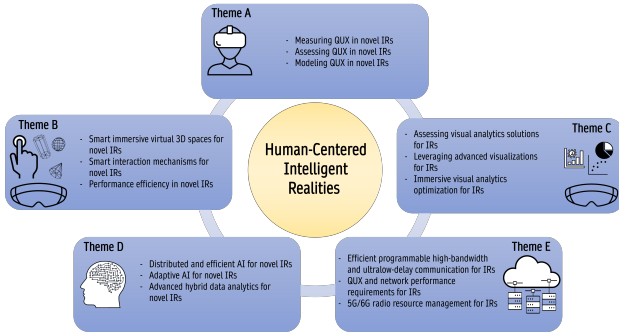 Theme A
- Measuring QUX in novel IRs
- Assessing QUX in novel IRs
- Modeling QUX in novel IRs
Theme B
- Smart immersive virtual 3D spaces for
novel IRs
- Smart interaction mechanisms for
novel IRs
- Performance efficiency in novel IRs
Human-Centered
Intelligent
Realities
Theme C
- Assessing visual analytics solutions
for IRs
- Leveraging advanced visualizations
for IRs
- Immersive visual analytics
optimization for IRs
Theme D
- Distributed and efficient AI for novel IRs
- Adaptive AI for novel IRs
- Advanced hybrid data analytics for
novel IRs
Theme E
- Efficient programmable high-bandwidth
and ultralow-delay communication for IRs
- QUX and network performance
requirements for IRs
- 5G/6G radio resource management for IRs